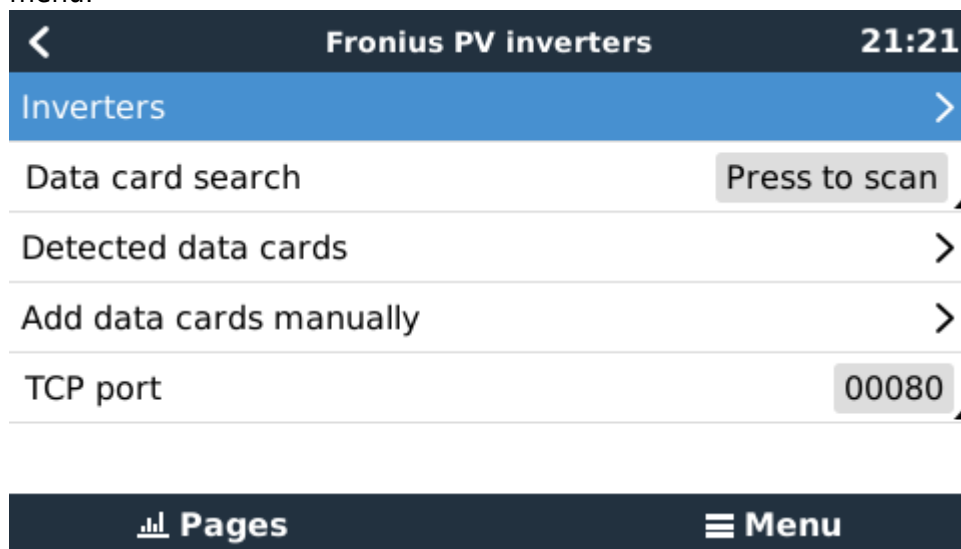 Fronius PV inverters 21:21
Inverters
Data card search Press to scan
Detected data cards
Add data cards manually
TCP port 00080
Pages Menu